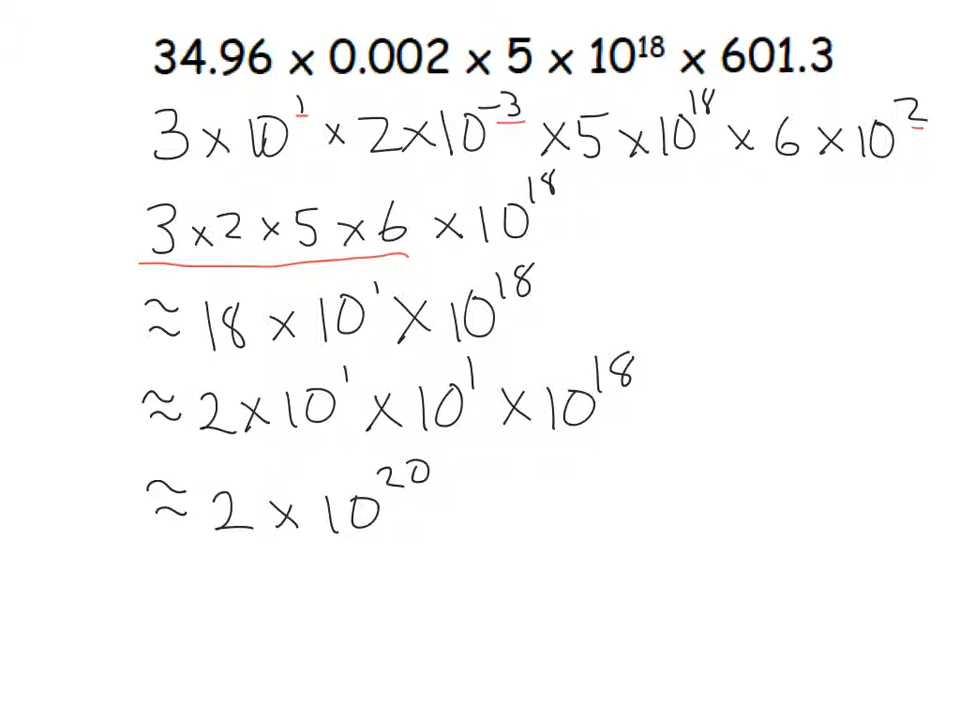 34.96 x 0.002 x 5 x 10¹⁸ x 601.3
3 × 10¹ × 2 × 10⁻³ × 5 × 10¹⁸ × 6 × 10²
3 × 2 × 5 × 6 × 10¹⁸
≈ 18 × 10¹ × 10¹⁸
≈ 2 × 10¹ × 10¹ × 10¹⁸
≈ 2 × 10²⁰